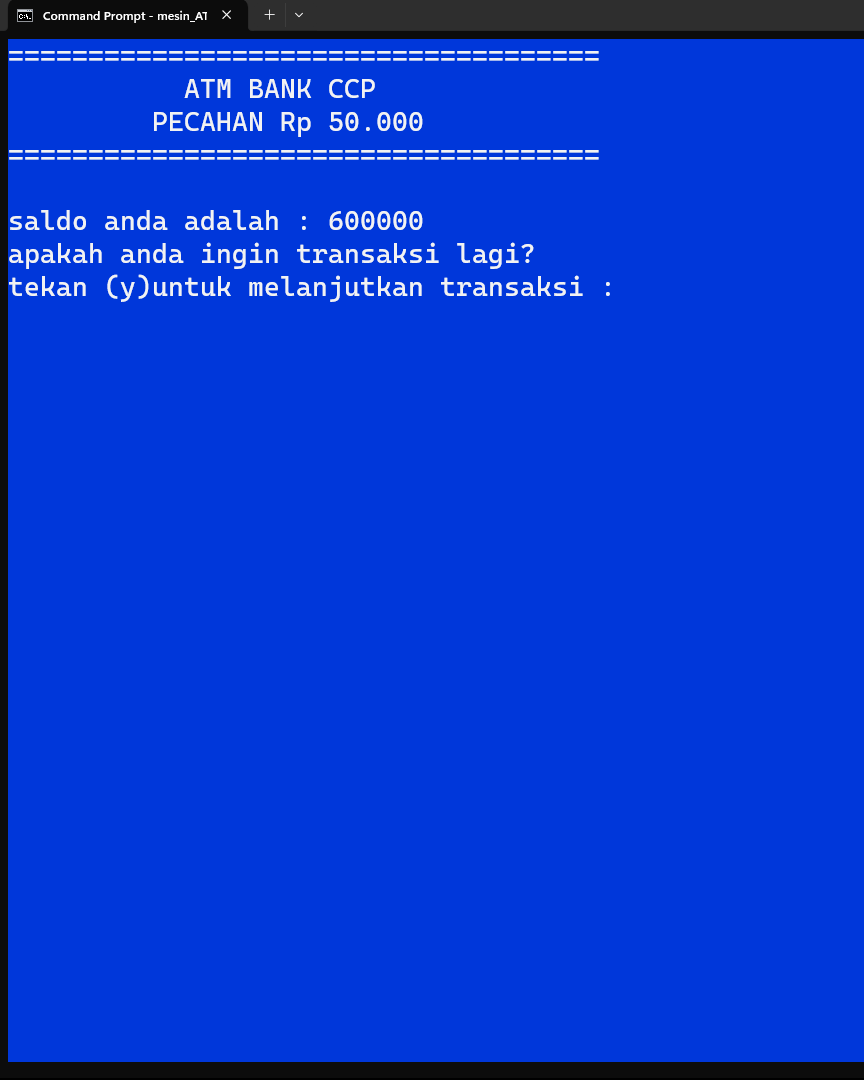 Command Prompt - mesin_AT
=====================================
ATM BANK CCP
PECAHAN Rp 50.000
=====================================
saldo anda adalah : 600000
apakah anda ingin transaksi lagi?
tekan (y)untuk melanjutkan transaksi :